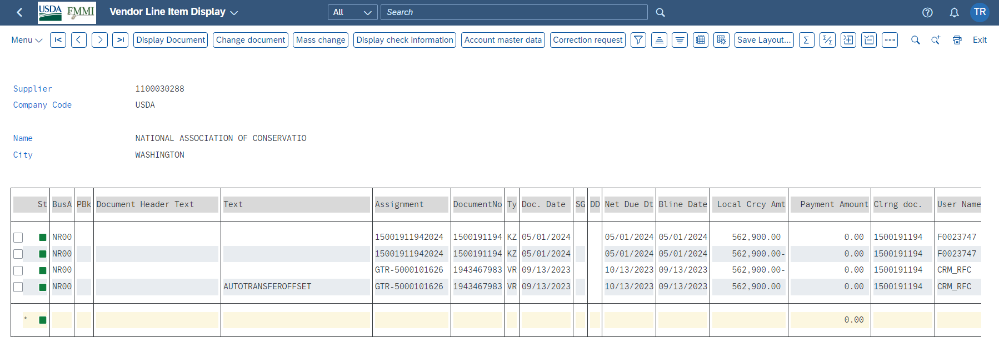 USDA FMMI Vendor Line Item Display All Search TR
Menu Display Document Change document Mass change Display check information Account master data Correction request Save Layout... Exit
Supplier 1100030288
Company Code USDA
Name NATIONAL ASSOCIATION OF CONSERVATIO
City WASHINGTON
St BusA PBk Document Header Text Text Assignment DocumentNo Ty Doc. Date SG DD Net Due Dt Bline Date Local Crcy Amt Payment Amount Clrng doc. User Name
NR00 15001911942024 1500191194 KZ 05/01/2024 05/01/2024 05/01/2024 562,900.00 0.00 1500191194 F0023747
NR00 15001911942024 1500191194 KZ 05/01/2024 05/01/2024 05/01/2024 562,900.00- 0.00 1500191194 F0023747
NR00 GTR-5000101626 1943467983 VR 09/13/2023 10/13/2023 09/13/2023 562,900.00- 0.00 1500191194 CRM_RFC
NR00 AUTOTRANSFEROFFSET GTR-5000101626 1943467983 VR 09/13/2023 10/13/2023 09/13/2023 562,900.00 0.00 1500191194 CRM_RFC
* 0.00